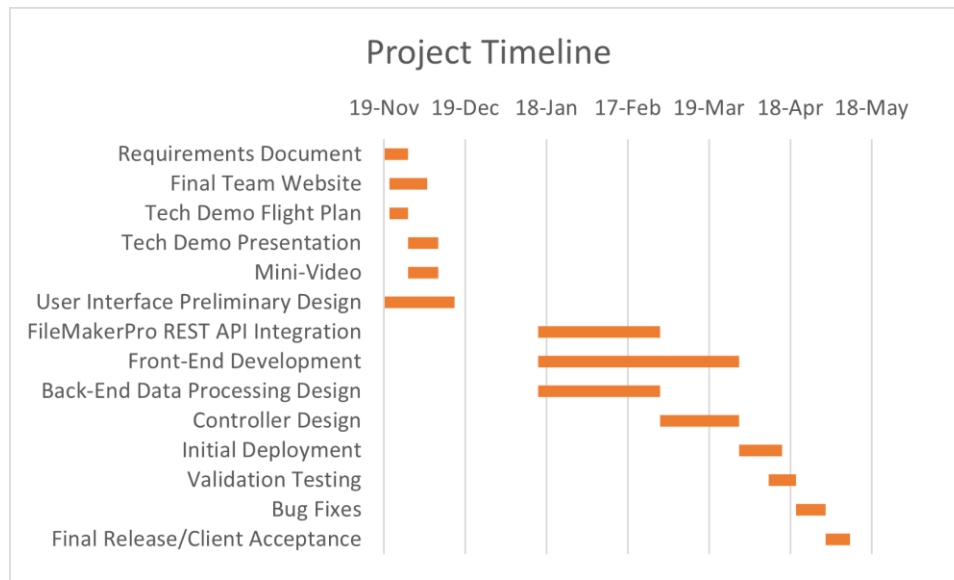 Project Timeline
19-Nov 19-Dec 18-Jan 17-Feb 19-Mar 18-Apr 18-May
Requirements Document
Final Team Website
Tech Demo Flight Plan
Tech Demo Presentation
Mini-Video
User Interface Preliminary Design
FileMakerPro REST API Integration
Front-End Development
Back-End Data Processing Design
Controller Design
Initial Deployment
Validation Testing
Bug Fixes
Final Release/Client Acceptance